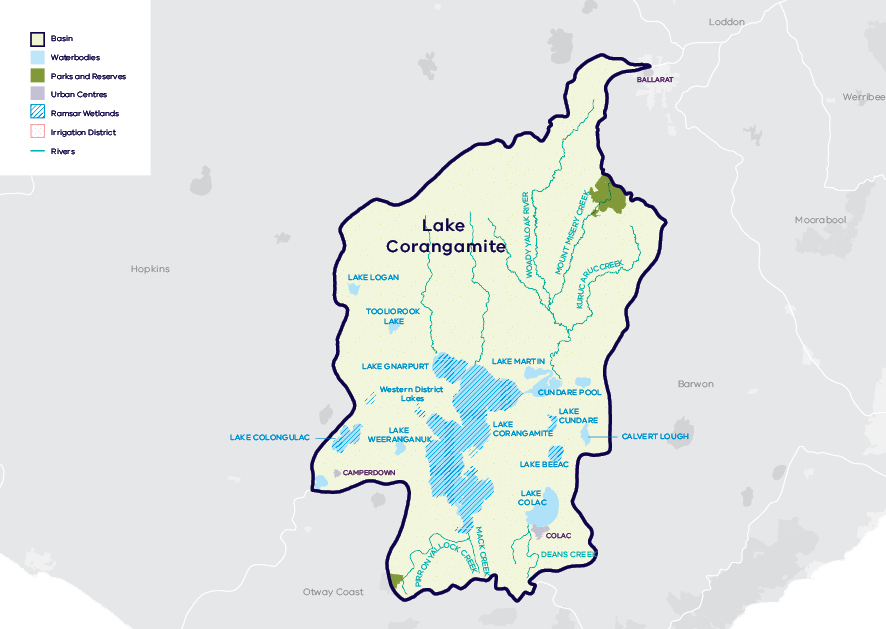 Basin
Waterbodies
Parks and Reserves
Urban Centres
Ramsar Wetlands
Irrigation District
Rivers
Loddon
BALLARAT
Werribee
Moorabool
Hopkins
Lake
Corangamite
WOADY YALOAK RIVER
MOUNT MISERY CREEK
KURUC A RUC CREEK
LAKE LOGAN
TOOLIOROOK
LAKE
LAKE GNARPURT
LAKE MARTIN
Western District
Lakes
CUNDARE POOL
Barwon
LAKE
CUNDARE
LAKE COLONGULAC
LAKE
WEERANGANUK
LAKE
CORANGAMITE
CALVERT LOUGH
LAKE BEEAC
CAMPERDOWN
LAKE
COLAC
COLAC
PIRRON YALLOCK CREEK
MACK CREEK
DEANS CREEK
Otway Coast